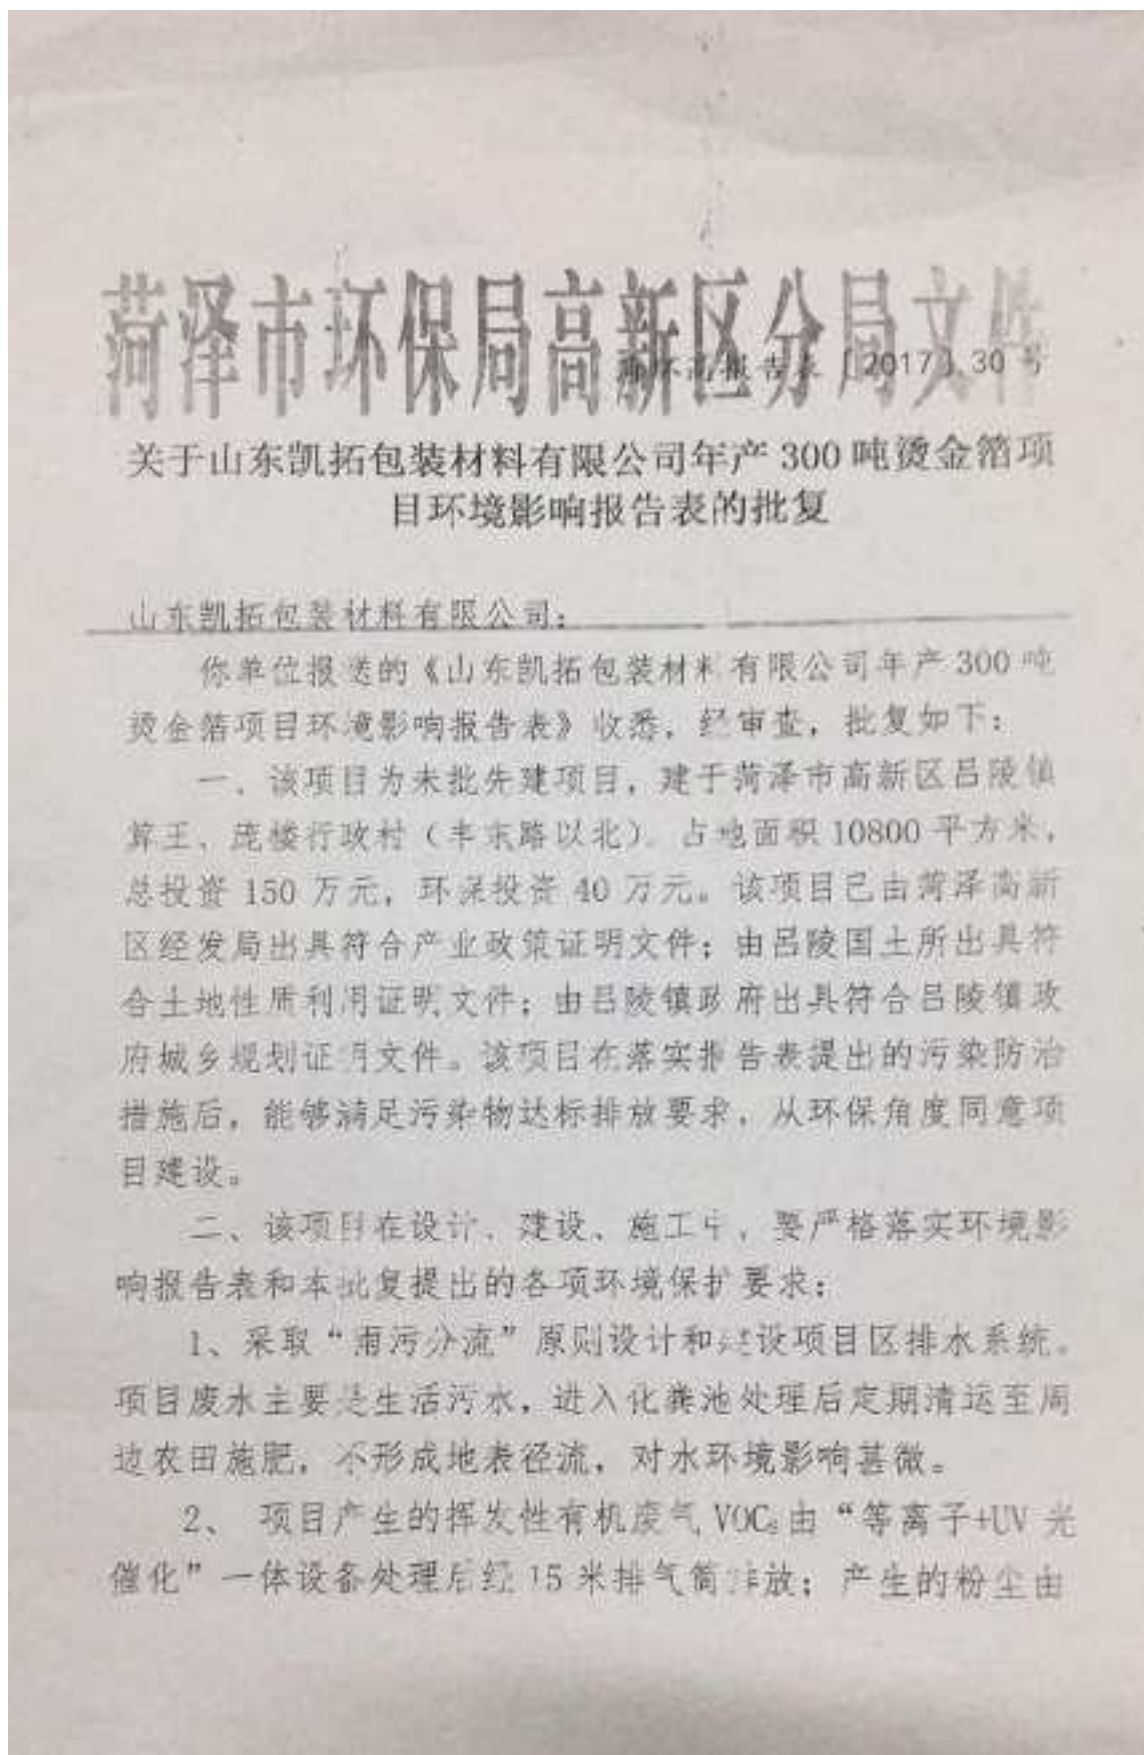 菏泽市环保局高新区分局文件
环 报告表〔2017〕30号
关于山东凯拓包装材料有限公司年产300吨烫金箔项
目环境影响报告表的批复
山东凯拓包装材料有限公司：
你单位报送的《山东凯拓包装材料有限公司年产300吨
烫金箔项目环境影响报告表》收悉，经审查，批复如下：
一、该项目为未批先建项目，建于菏泽市高新区吕陵镇
算王、庞楼行政村（丰东路以北）。占地面积10800平方米，
总投资150万元，环保投资40万元。该项目已由菏泽高新
区经发局出具符合产业政策证明文件；由吕陵国土所出具符
合土地性质利用证明文件；由吕陵镇政府出具符合吕陵镇政
府城乡规划证明文件。该项目在落实报告表提出的污染防治
措施后，能够满足污染物达标排放要求，从环保角度同意项
目建设。
二、该项目在设计、建设、施工中，要严格落实环境影
响报告表和本批复提出的各项环境保护要求：
1、采取“雨污分流”原则设计和建设项目区排水系统。
项目废水主要是生活污水，进入化粪池处理后定期清运至周
边农田施肥，不形成地表径流，对水环境影响甚微。
2、项目产生的挥发性有机废气VOCs由“等离子+UV光
催化”一体设备处理后经15米排气筒排放；产生的粉尘由